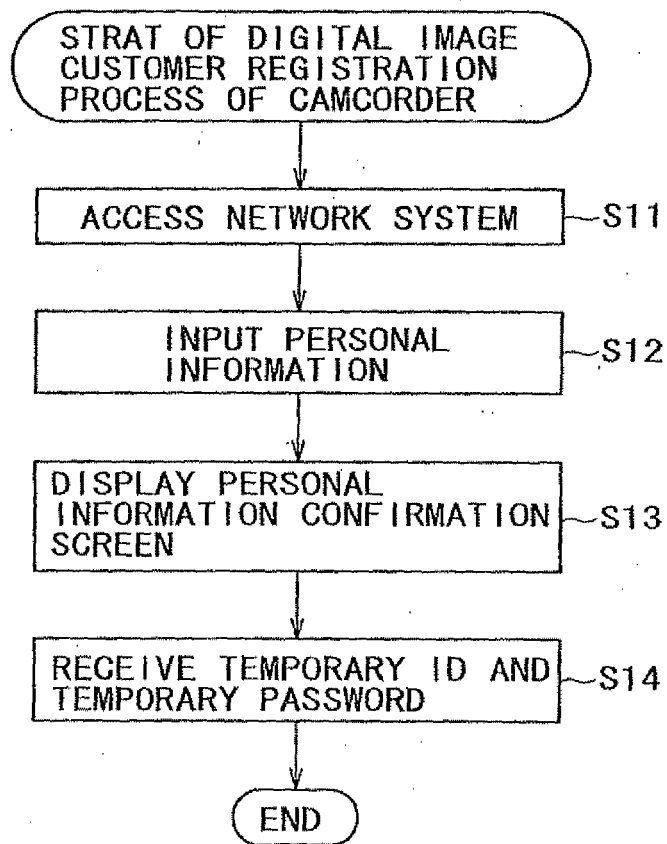 STRAT OF DIGITAL IMAGE
CUSTOMER REGISTRATION
PROCESS OF CAMCORDER
ACCESS NETWORK SYSTEM
S11
INPUT PERSONAL
INFORMATION
S12
DISPLAY PERSONAL
INFORMATION CONFIRMATION
SCREEN
S13
RECEIVE TEMPORARY ID AND
TEMPORARY PASSWORD
S14
END